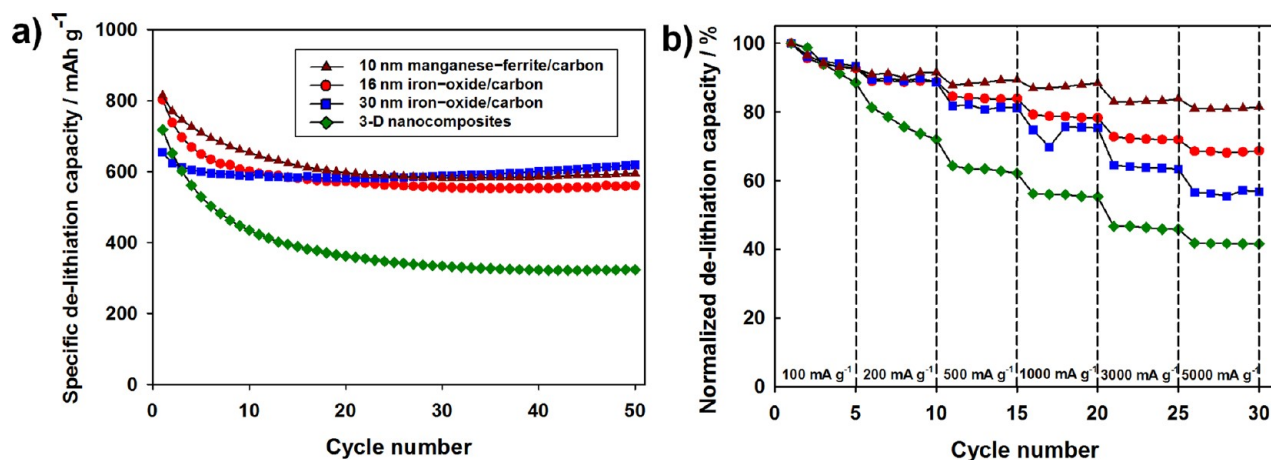 a)
Specific de-lithiation capacity / mAh g⁻¹
1000
800
600
400
200
0
10 nm manganese-ferrite/carbon
16 nm iron-oxide/carbon
30 nm iron-oxide/carbon
3-D nanocomposites
0 10 20 30 40 50
Cycle number
b)
Normalized de-lithiation capacity / %
100
80
60
40
20
0
100 mA g⁻¹ 200 mA g⁻¹ 500 mA g⁻¹ 1000 mA g⁻¹ 3000 mA g⁻¹ 5000 mA g⁻¹
0 5 10 15 20 25 30
Cycle number